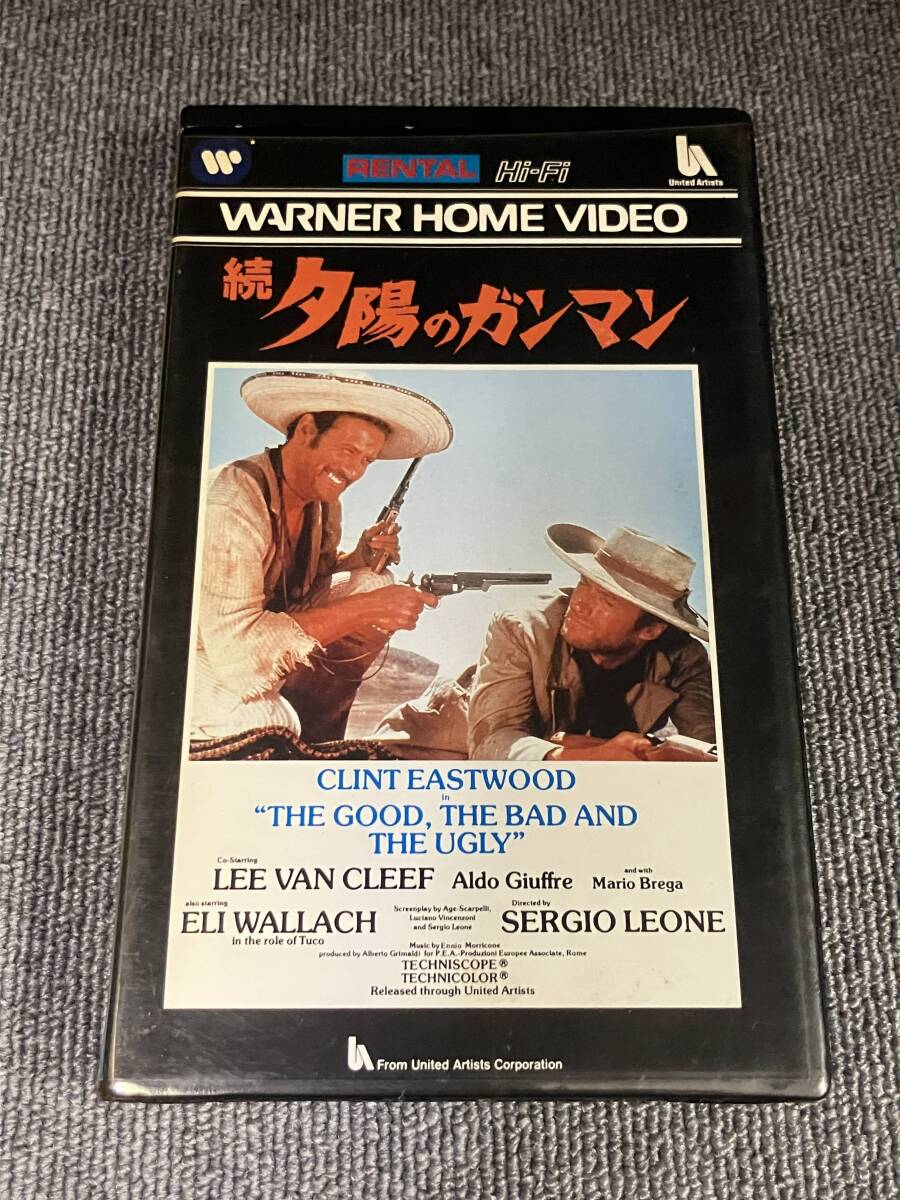 RENTAL Hi-Fi
United Artists
WARNER HOME VIDEO
続 夕陽のガンマン
CLINT EASTWOOD
in
"THE GOOD, THE BAD AND
THE UGLY"
Co-Starring
LEE VAN CLEEF Aldo Giuffre and with Mario Brega
also starring
ELI WALLACH
in the role of Tuco
Screenplay by Age-Scarpelli,
Luciano Vincenzoni
and Sergio Leone
Directed by
SERGIO LEONE
Music by Ennio Morricone
produced by Alberto Grimaldi for P.E.A.-Produzioni Europee Associate, Rome
TECHNISCOPE®
TECHNICOLOR®
Released through United Artists
From United Artists Corporation